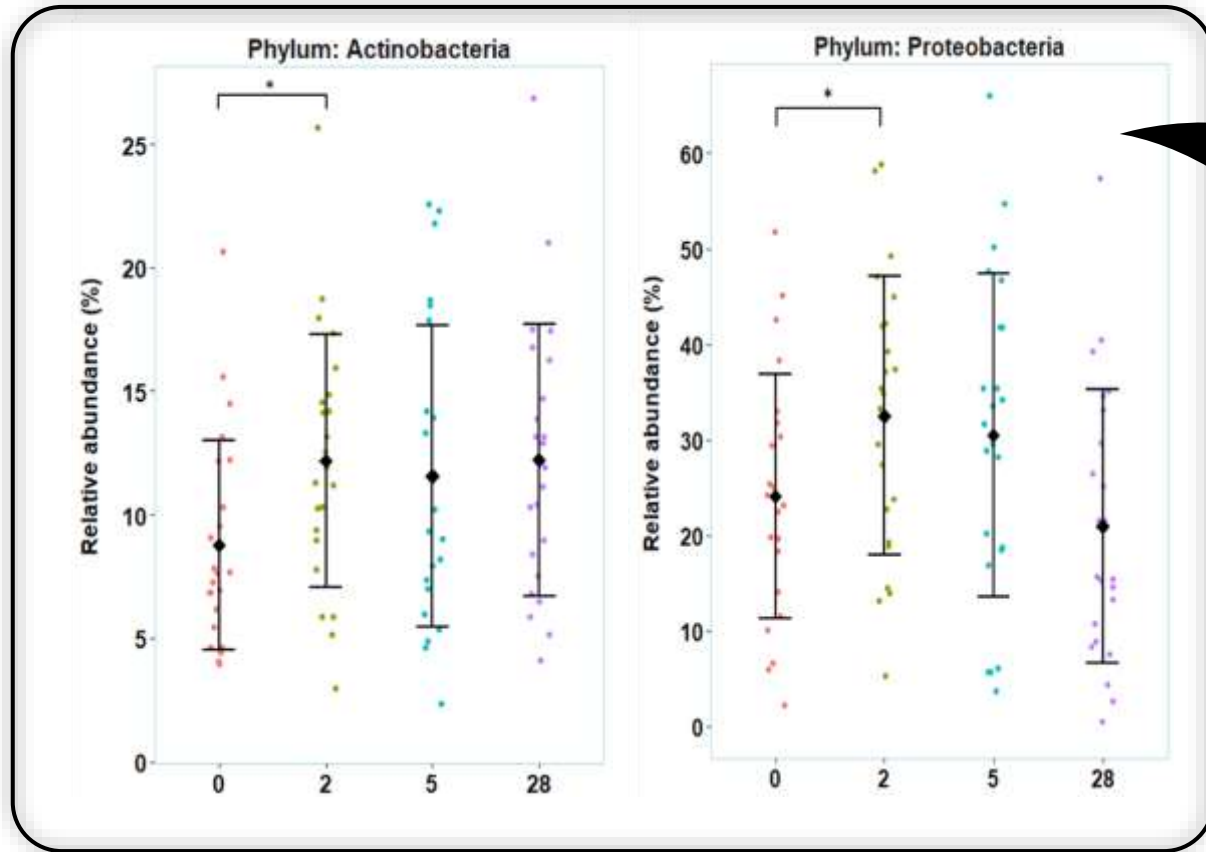 Phylum: Actinobacteria
*
Relative abundance (%)
25
20
15
10
5
0
0 2 5 28
Phylum: Proteobacteria
*
Relative abundance (%)
60
50
40
30
20
10
0
0 2 5 28